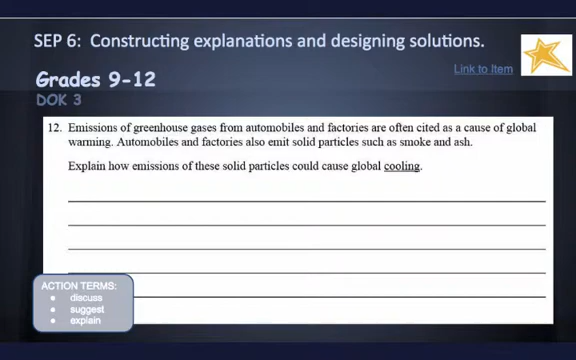 SEP 6: Constructing explanations and designing solutions.
Link to Item
Grades 9-12
DOK 3
12. Emissions of greenhouse gases from automobiles and factories are often cited as a cause of global
warming. Automobiles and factories also emit solid particles such as smoke and ash.
Explain how emissions of these solid particles could cause global cooling.
ACTION TERMS:
● discuss
● suggest
● explain